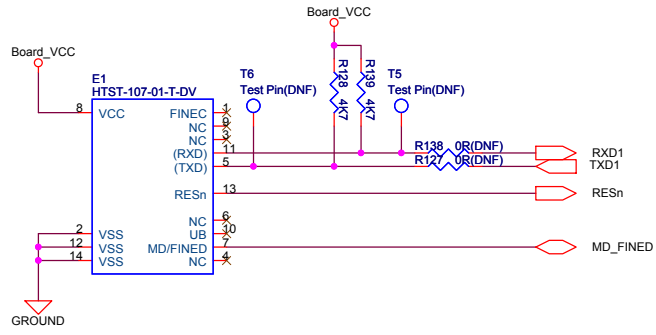 Board_VCC
Board_VCC
E1
HTST-107-01-T-DV
T6
Test Pin(DNF)
R128
4K7
R139
4K7
T5
Test Pin(DNF)
8
VCC
FINEC
1
NC
9
NC
3
(RXD)
11
R138
0R(DNF)
RXD1
(TXD)
5
R127
0R(DNF)
TXD1
RESn
13
RESn
NC
6
2
VSS
UB
10
12
VSS
MD/FINED
7
MD_FINED
14
VSS
NC
4
GROUND